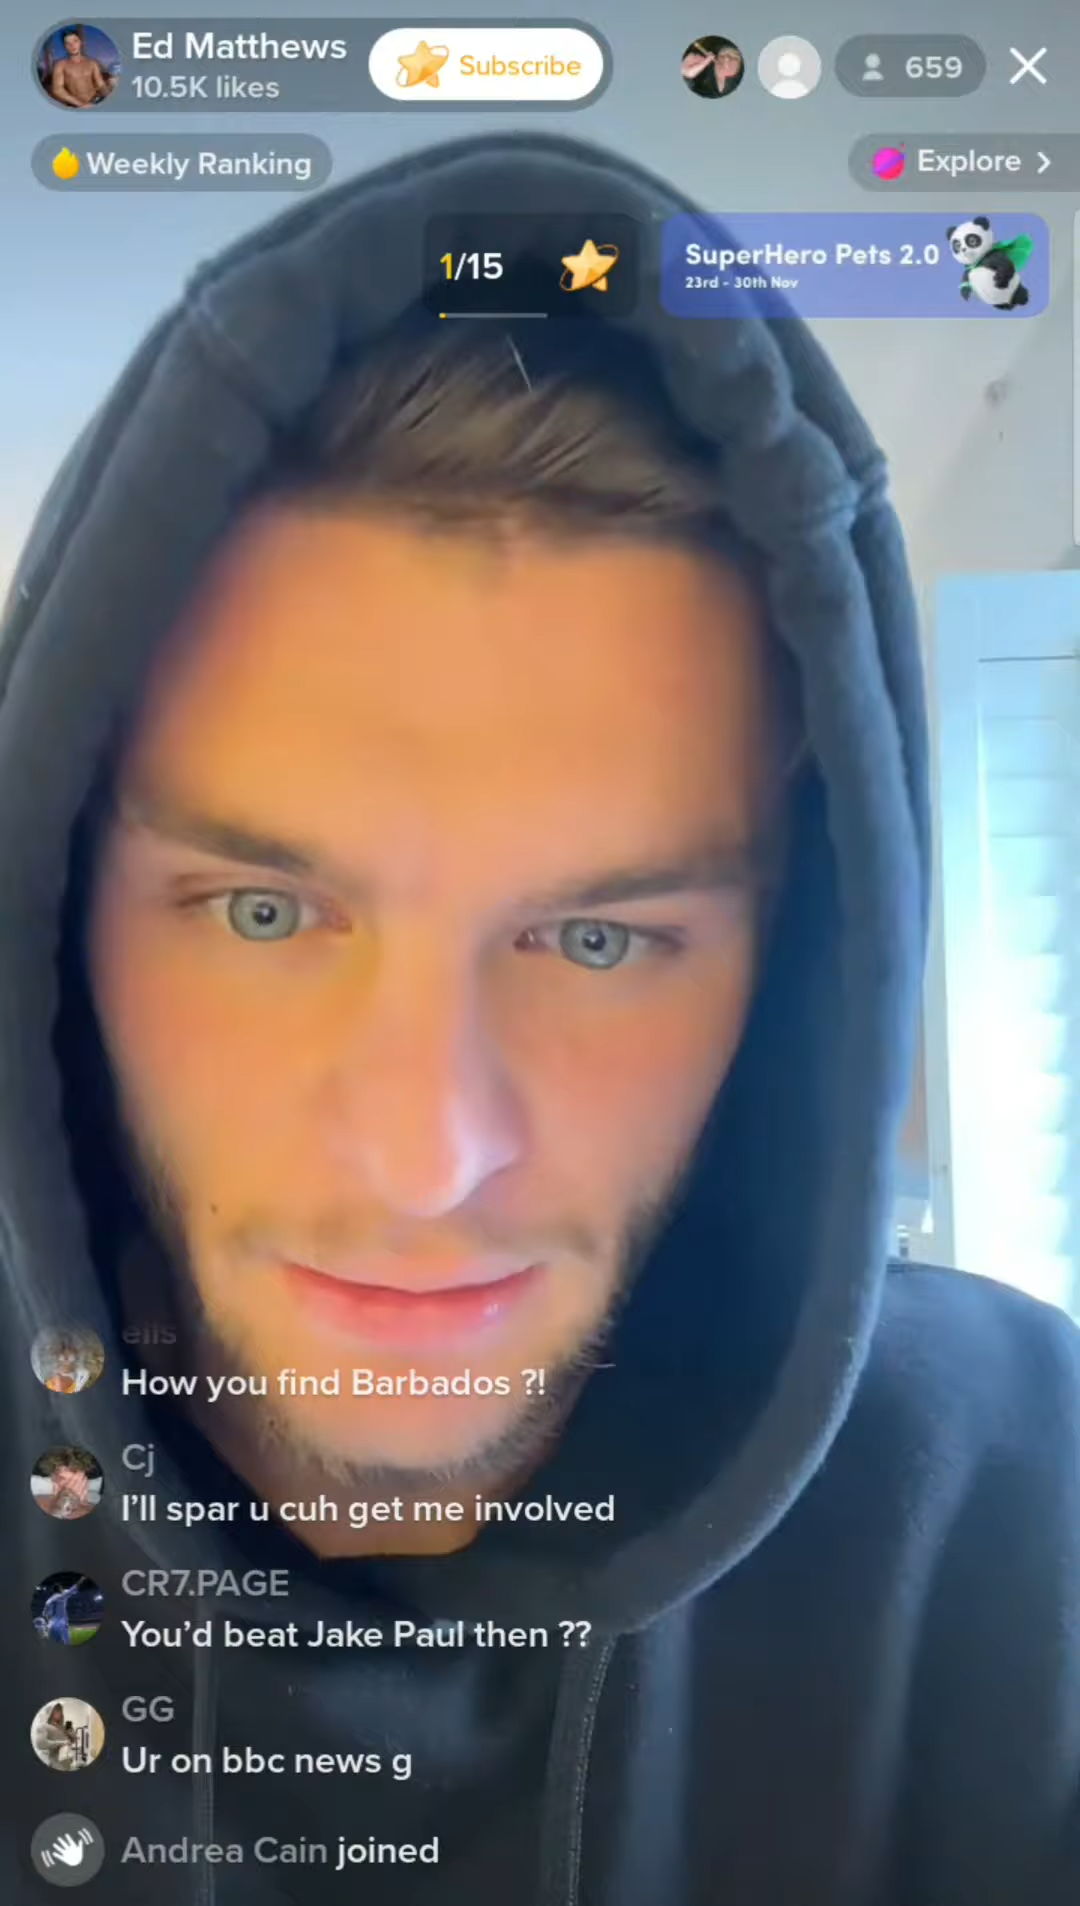 Ed Matthews
10.5K likes
Subscribe
659
Weekly Ranking
Explore
1/15
SuperHero Pets 2.0
23rd - 30th Nov
ells
How you find Barbados ?!
Cj
I’ll spar u cuh get me involved
CR7.PAGE
You’d beat Jake Paul then ??
GG
Ur on bbc news g
Andrea Cain joined